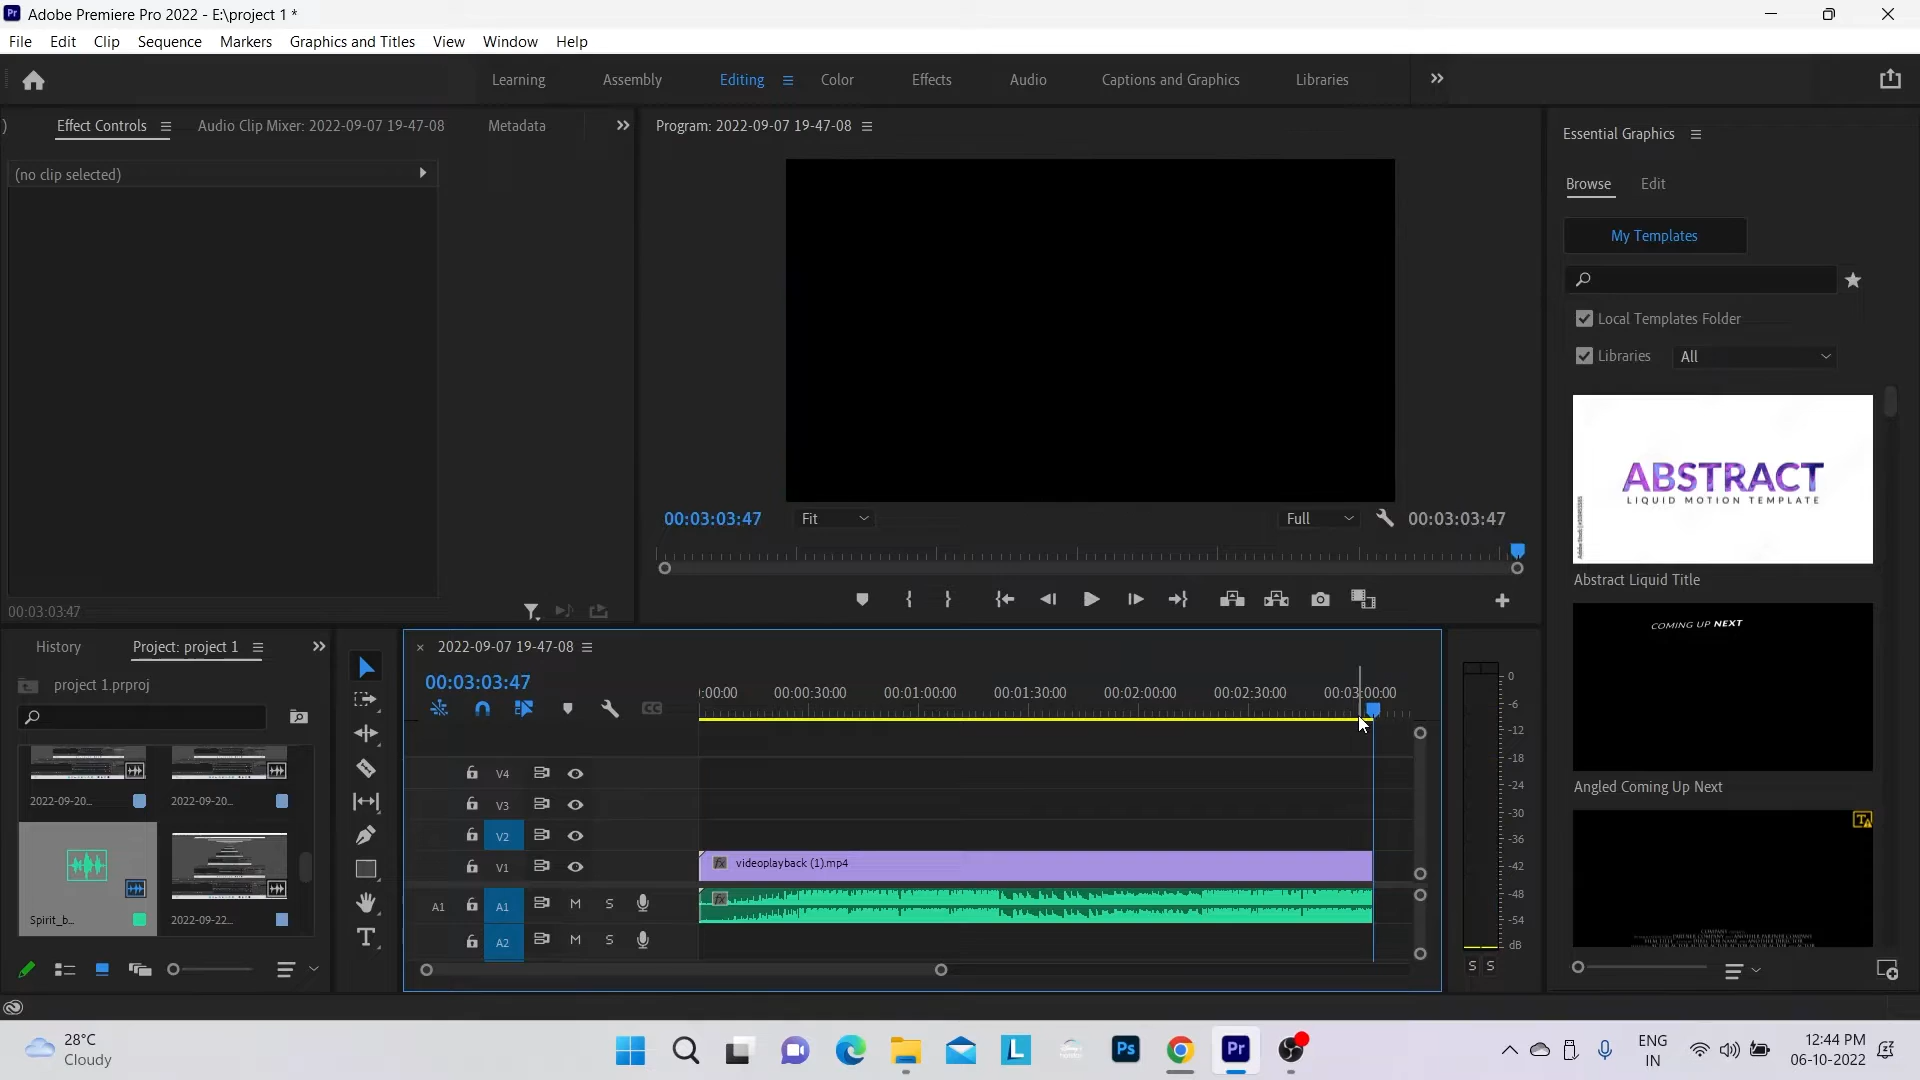 Adobe Premiere Pro 2022 - E:\project 1 *
File Edit Clip Sequence Markers Graphics and Titles View Window Help
Learning Assembly Editing Color Effects Audio Captions and Graphics Libraries
Effect Controls Audio Clip Mixer: 2022-09-07 19-47-08 Metadata
(no clip selected)
00:03:03:47
Program: 2022-09-07 19-47-08
00:03:03:47 Fit Full 00:03:03:47
Essential Graphics
Browse Edit
My Templates
Local Templates Folder
Libraries All
ABSTRACT
LIQUID MOTION TEMPLATE
Abstract Liquid Title
COMING UP NEXT
Angled Coming Up Next
History Project: project 1
project 1.prproj
2022-09-20... 2022-09-20...
Spirit_b... 2022-09-22...
2022-09-07 19-47-08
00:03:03:47
:00:00 00:00:30:00 00:01:00:00 00:01:30:00 00:02:00:00 00:02:30:00 00:03:00:00
V4
V3
V2
V1 fx videoplayback (1).mp4
A1 A1 M S fx
A2 M S
0
-6
-12
-18
-24
-30
-36
-42
-48
-54
dB
S S
28°C
Cloudy
Ps Pr
ENG
IN
12:44 PM
06-10-2022